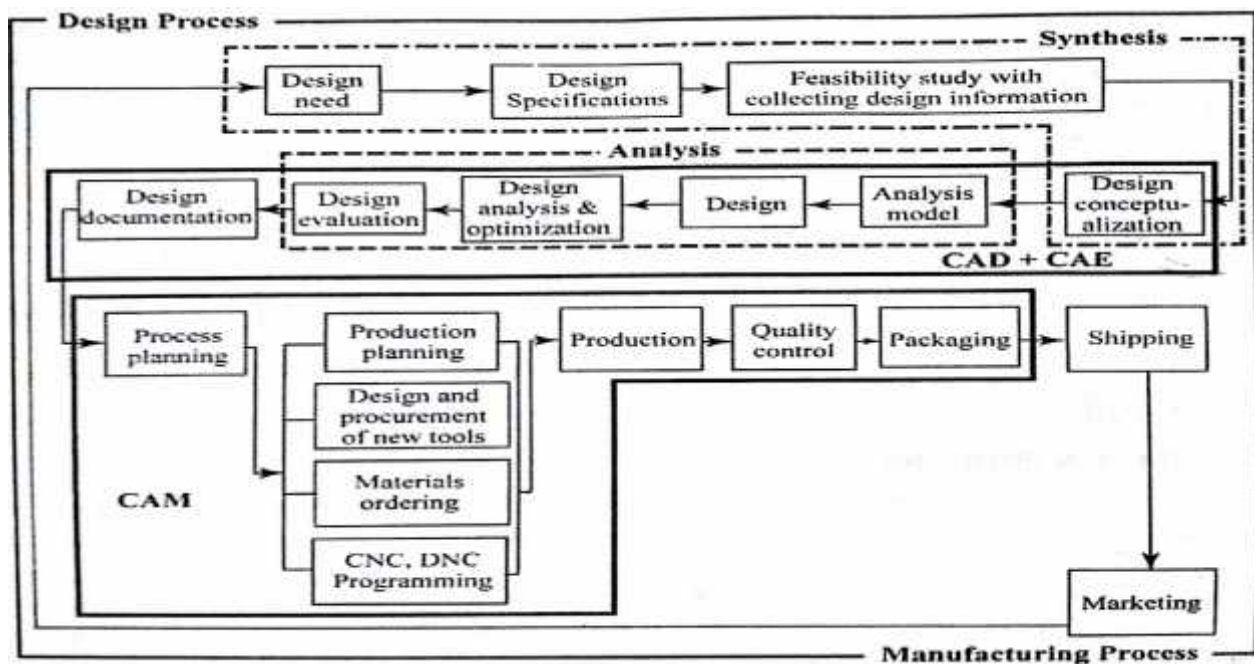 Design Process
Synthesis
Design
need
Design
Specifications
Feasibility study with
collecting design information
Analysis
Design
documentation
Design
evaluation
Design
analysis &
optimization
Design
Analysis
model
Design
conceptu-
alization
CAD + CAE
Process
planning
Production
planning
Design and
procurement
of new tools
Materials
ordering
CNC, DNC
Programming
CAM
Production
Quality
control
Packaging
Shipping
Marketing
Manufacturing Process